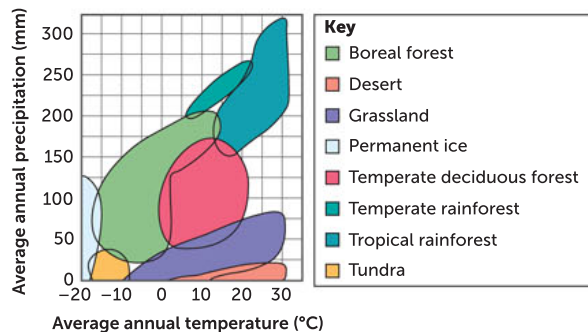 Average annual precipitation (mm)
300
250
200
150
100
50
0
−20 −10 0 10 20 30
Average annual temperature (°C)
Key
Boreal forest
Desert
Grassland
Permanent ice
Temperate deciduous forest
Temperate rainforest
Tropical rainforest
Tundra